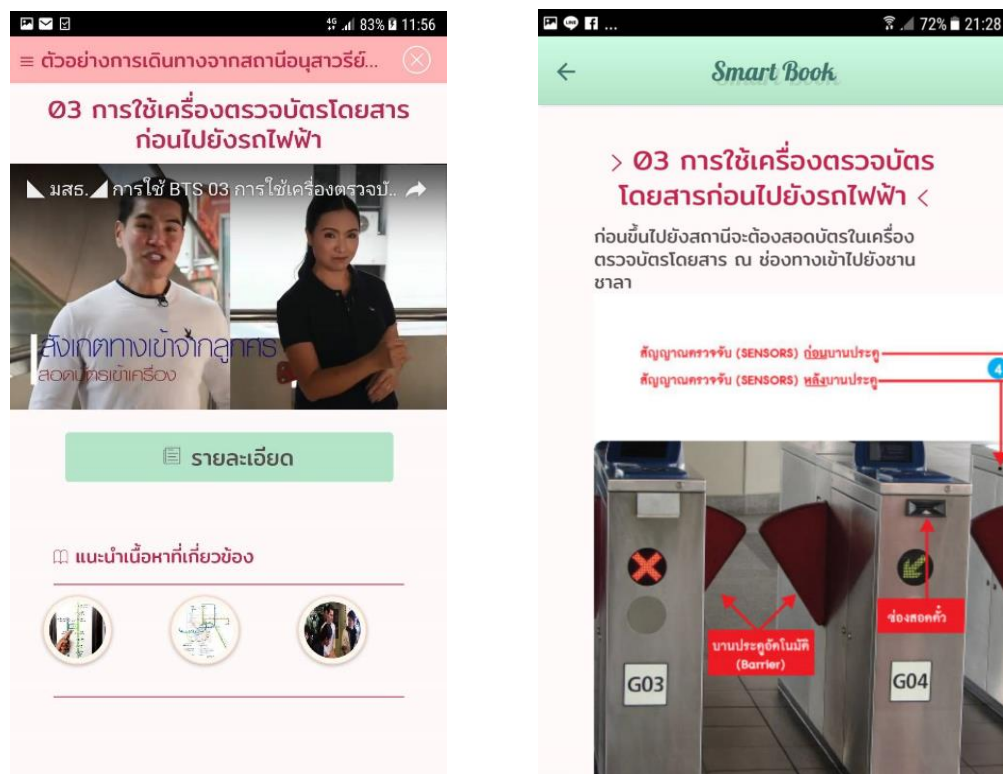 83% 11:56
≡ ตัวอย่างการเดินทางจากสถานีอนุสาวรีย์...
03 การใช้เครื่องตรวจบัตรโดยสาร
ก่อนไปยังรถไฟฟ้า
มสธ. การใช้ BTS 03 การใช้เครื่องตรวจบั..
สังเกตทางเข้าจากลูกศร
สอดบัตรเข้าเครื่อง
รายละเอียด
แนะนำเนื้อหาที่เกี่ยวข้อง
... 72% 21:28
Smart Book
> 03 การใช้เครื่องตรวจบัตร
โดยสารก่อนไปยังรถไฟฟ้า <
ก่อนขึ้นไปยังสถานีจะต้องสอดบัตรในเครื่อง
ตรวจบัตรโดยสาร ณ ช่องทางเข้าไปยังชาน
ชาลา
สัญญาณตรวจจับ (SENSORS) ก่อนบานประตู
สัญญาณตรวจจับ (SENSORS) หลังบานประตู
4
ช่องสอดตั๋ว
บานประตูอัตโนมัติ
(Barrier)
G03
G04